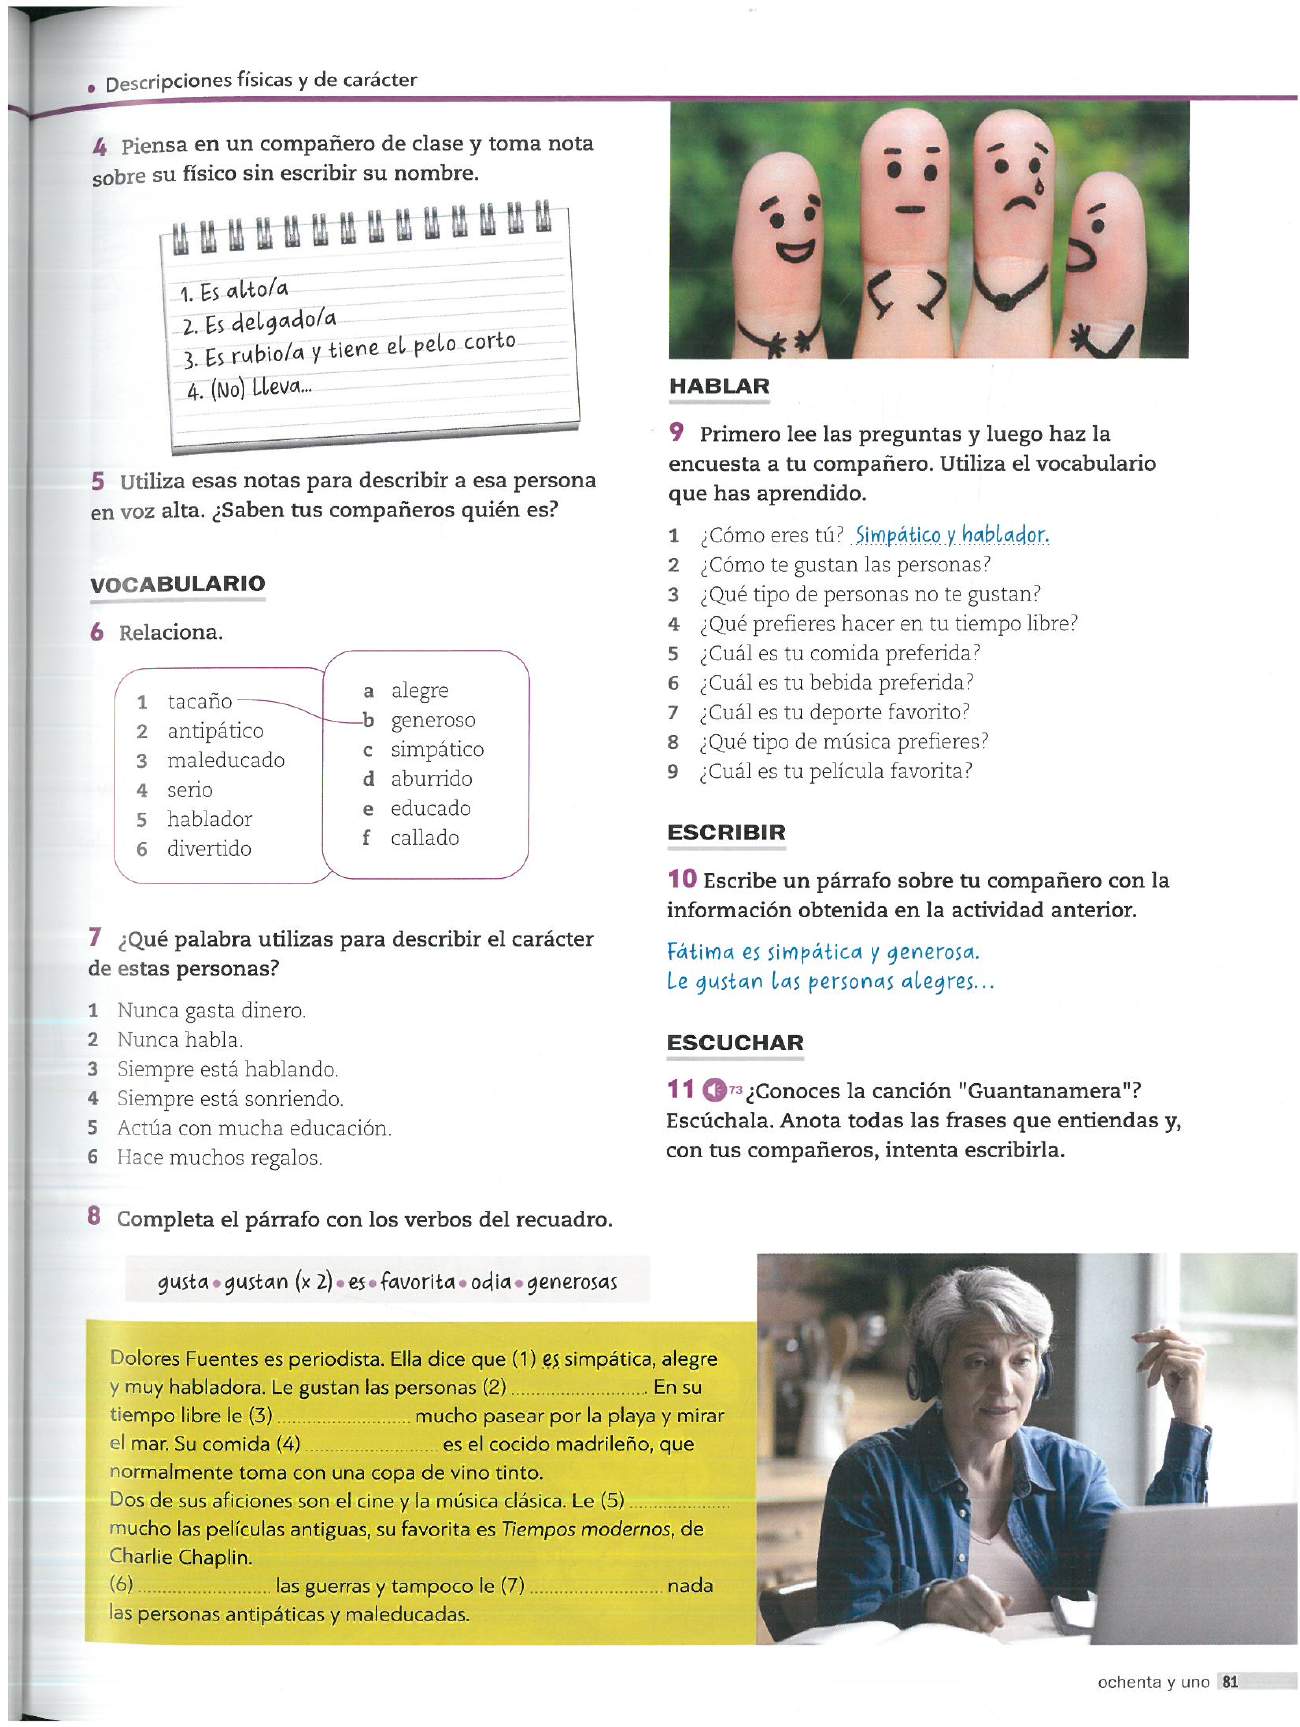 Descripciones físicas y de carácter
4 Piensa en un compañero de clase y toma nota
sobre su físico sin escribir su nombre.
1. Es alto/a
2. Es delgado/a
3. Es rubio/a y tiene el pelo corto
4. (No) Lleva...
5 Utiliza esas notas para describir a esa persona
en voz alta. ¿Saben tus compañeros quién es?
VOCABULARIO
6 Relaciona.
1 tacaño
2 antipático
3 maleducado
4 serio
5 hablador
6 divertido
a alegre
b generoso
c simpático
d aburrido
e educado
f callado
7 ¿Qué palabra utilizas para describir el carácter
de estas personas?
1 Nunca gasta dinero.
2 Nunca habla.
3 Siempre está hablando.
4 Siempre está sonriendo.
5 Actúa con mucha educación.
6 Hace muchos regalos.
8 Completa el párrafo con los verbos del recuadro.
gusta • gustan (x 2) • es • favorita • odia • generosas
Dolores Fuentes es periodista. Ella dice que (1) es simpática, alegre
y muy habladora. Le gustan las personas (2) ........................ . En su
tiempo libre le (3) ........................ mucho pasear por la playa y mirar
el mar. Su comida (4) ........................ es el cocido madrileño, que
normalmente toma con una copa de vino tinto.
Dos de sus aficiones son el cine y la música clásica. Le (5) ..................
mucho las películas antiguas, su favorita es Tiempos modernos, de
Charlie Chaplin.
(6) ........................ las guerras y tampoco le (7) ........................ nada
las personas antipáticas y maleducadas.
HABLAR
9 Primero lee las preguntas y luego haz la
encuesta a tu compañero. Utiliza el vocabulario
que has aprendido.
1 ¿Cómo eres tú? Simpático y hablador.
2 ¿Cómo te gustan las personas?
3 ¿Qué tipo de personas no te gustan?
4 ¿Qué prefieres hacer en tu tiempo libre?
5 ¿Cuál es tu comida preferida?
6 ¿Cuál es tu bebida preferida?
7 ¿Cuál es tu deporte favorito?
8 ¿Qué tipo de música prefieres?
9 ¿Cuál es tu película favorita?
ESCRIBIR
10 Escribe un párrafo sobre tu compañero con la
información obtenida en la actividad anterior.
Fátima es simpática y generosa.
Le gustan las personas alegres...
ESCUCHAR
11 73 ¿Conoces la canción "Guantanamera"?
Escúchala. Anota todas las frases que entiendas y,
con tus compañeros, intenta escribirla.
ochenta y uno 81